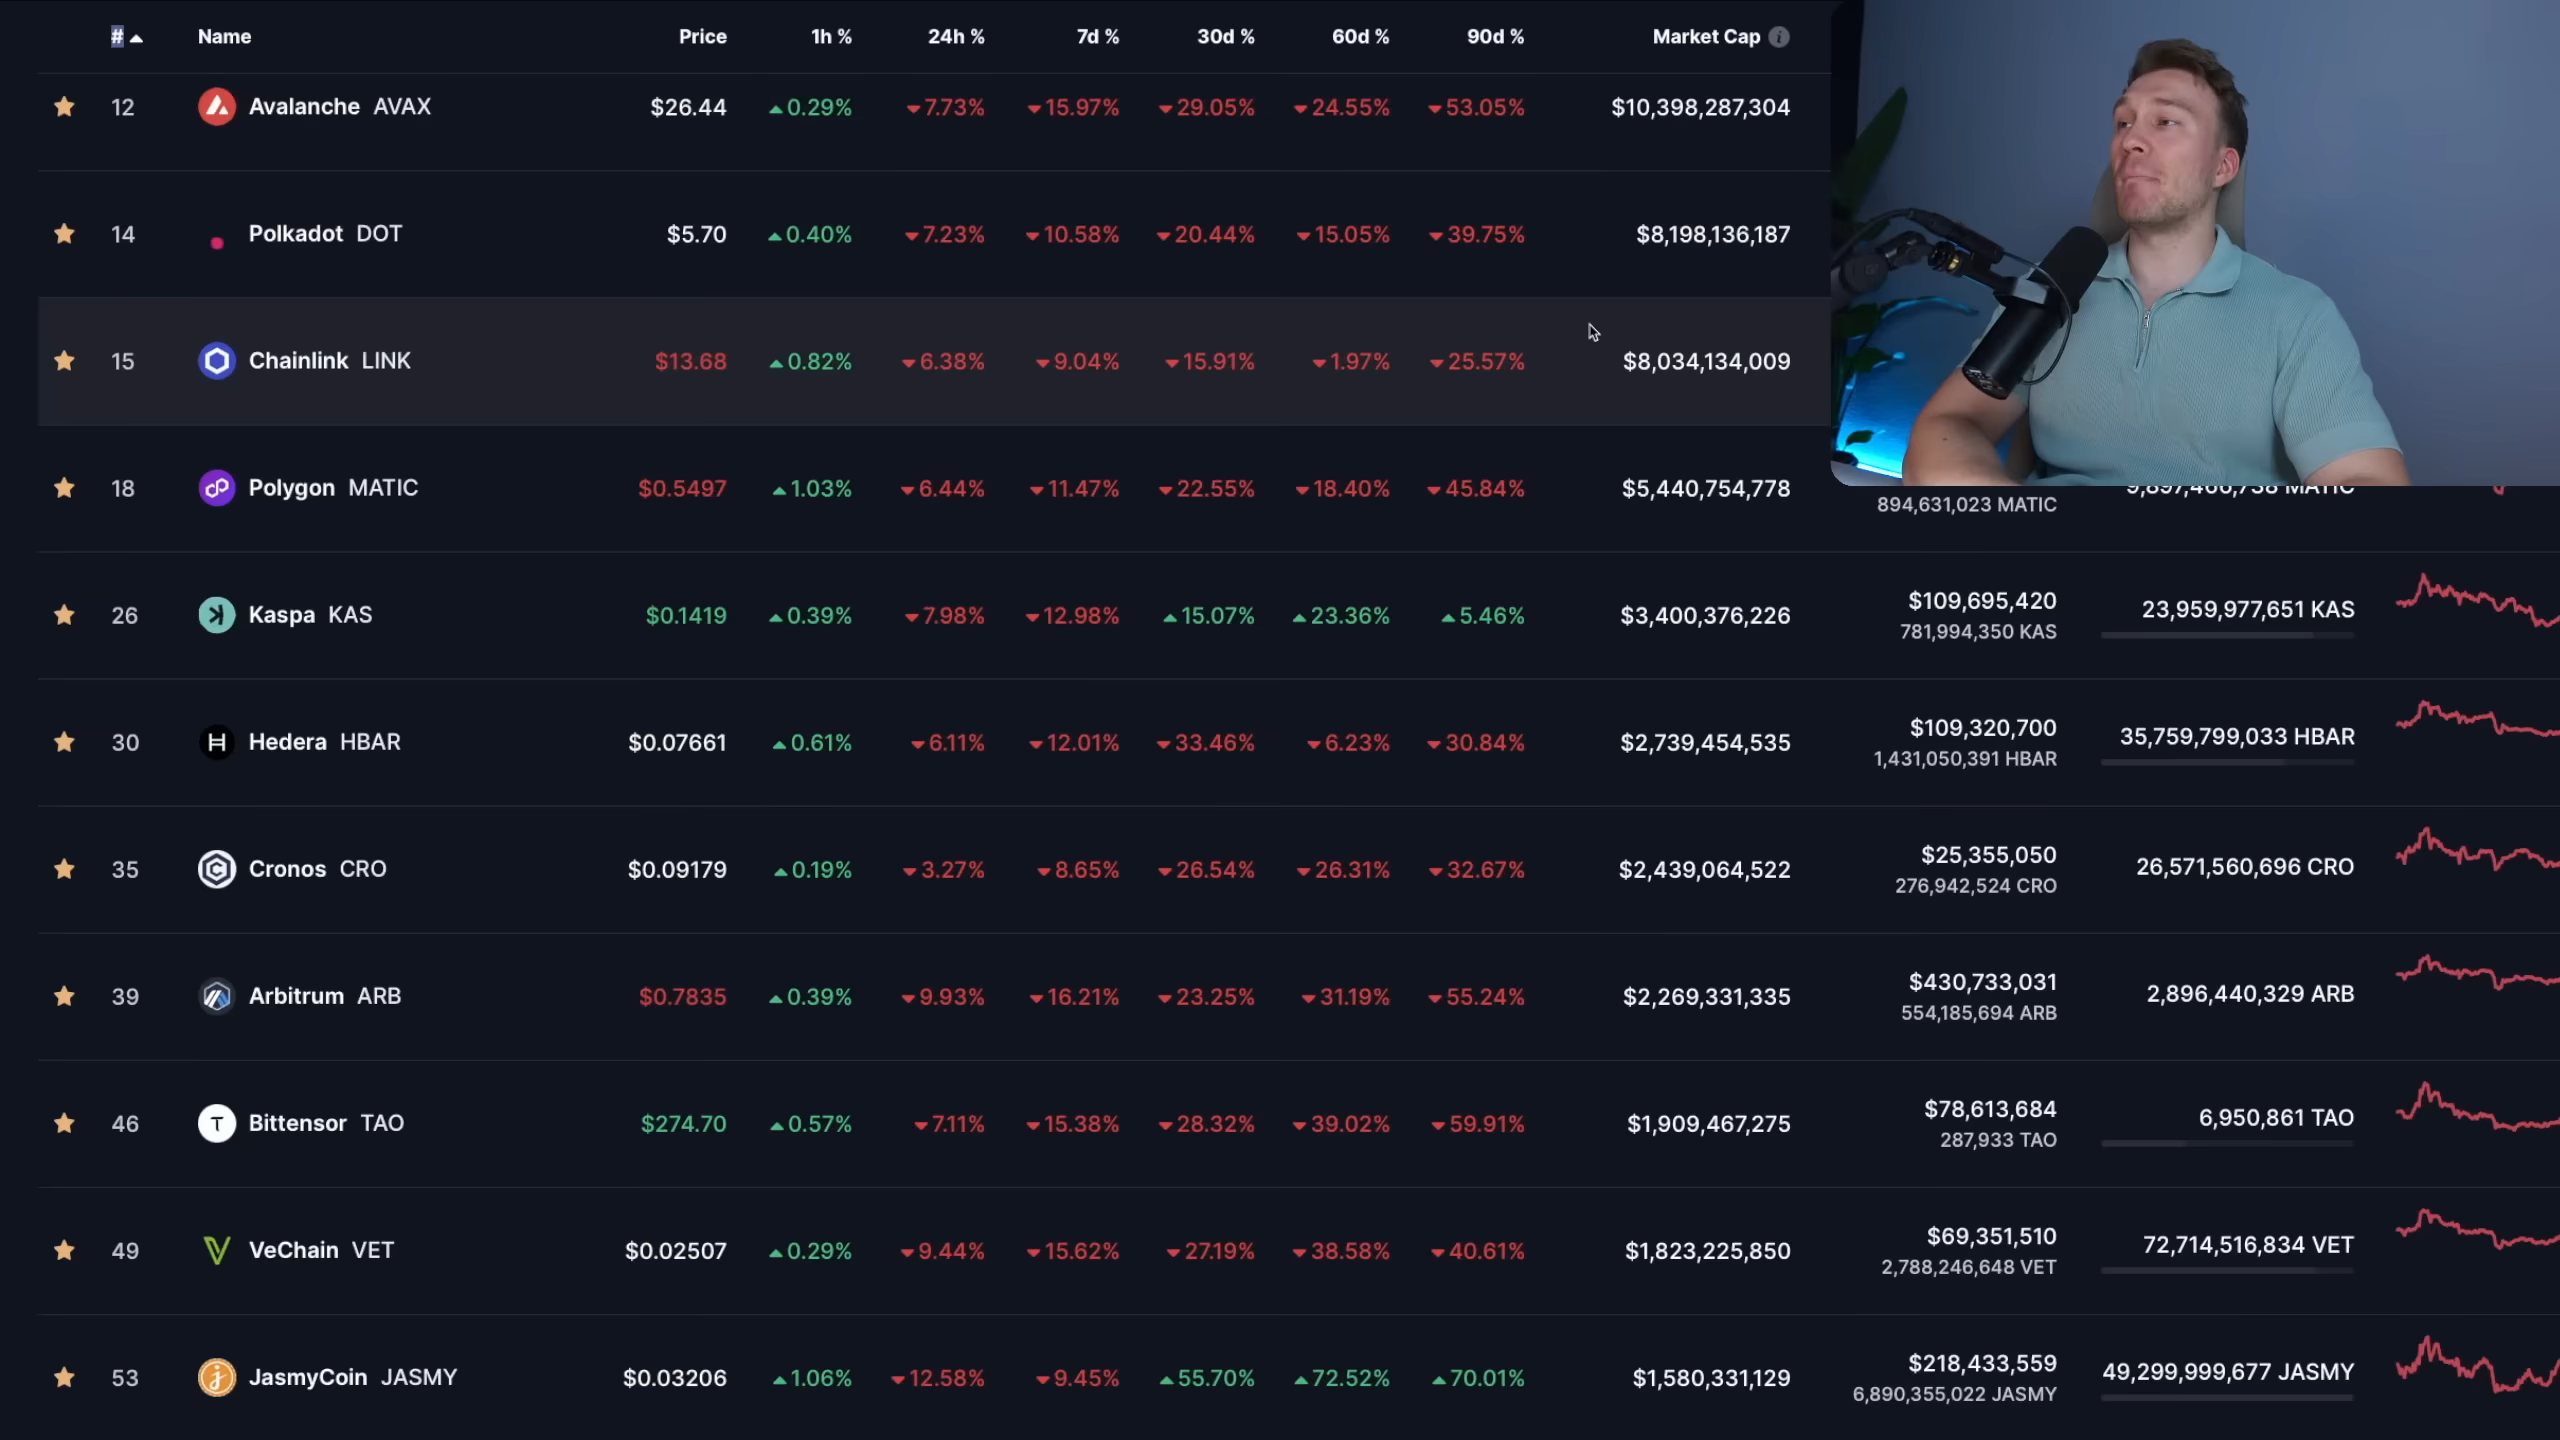 # Name Price 1h % 24h % 7d % 30d % 60d % 90d % Market Cap
12 Avalanche AVAX $26.44 0.29% 7.73% 15.97% 29.05% 24.55% 53.05% $10,398,287,304
14 Polkadot DOT $5.70 0.40% 7.23% 10.58% 20.44% 15.05% 39.75% $8,198,136,187
15 Chainlink LINK $13.68 0.82% 6.38% 9.04% 15.91% 1.97% 25.57% $8,034,134,009
18 Polygon MATIC $0.5497 1.03% 6.44% 11.47% 22.55% 18.40% 45.84% $5,440,754,778 9,897,466,738 MATIC
894,631,023 MATIC
26 Kaspa KAS $0.1419 0.39% 7.98% 12.98% 15.07% 23.36% 5.46% $3,400,376,226 $109,695,420 23,959,977,651 KAS
781,994,350 KAS
30 Hedera HBAR $0.07661 0.61% 6.11% 12.01% 33.46% 6.23% 30.84% $2,739,454,535 $109,320,700 35,759,799,033 HBAR
1,431,050,391 HBAR
35 Cronos CRO $0.09179 0.19% 3.27% 8.65% 26.54% 26.31% 32.67% $2,439,064,522 $25,355,050 26,571,560,696 CRO
276,942,524 CRO
39 Arbitrum ARB $0.7835 0.39% 9.93% 16.21% 23.25% 31.19% 55.24% $2,269,331,335 $430,733,031 2,896,440,329 ARB
554,185,694 ARB
46 Bittensor TAO $274.70 0.57% 7.11% 15.38% 28.32% 39.02% 59.91% $1,909,467,275 $78,613,684 6,950,861 TAO
287,933 TAO
49 VeChain VET $0.02507 0.29% 9.44% 15.62% 27.19% 38.58% 40.61% $1,823,225,850 $69,351,510 72,714,516,834 VET
2,788,246,648 VET
53 JasmyCoin JASMY $0.03206 1.06% 12.58% 9.45% 55.70% 72.52% 70.01% $1,580,331,129 $218,433,559 49,299,999,677 JASMY
6,890,355,022 JASMY